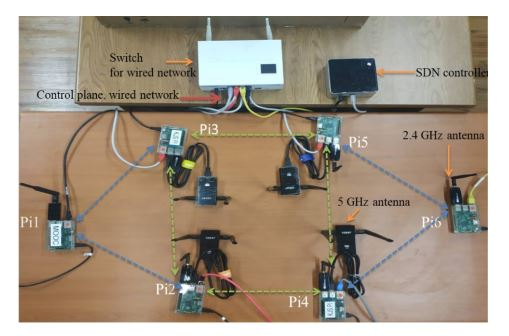 Switch
for wired network
SDN controller
Control plane, wired network
Pi3
Pi5
2.4 GHz antenna
5 GHz antenna
Pi1
MOOC
Pi6
Pi2
Pi4